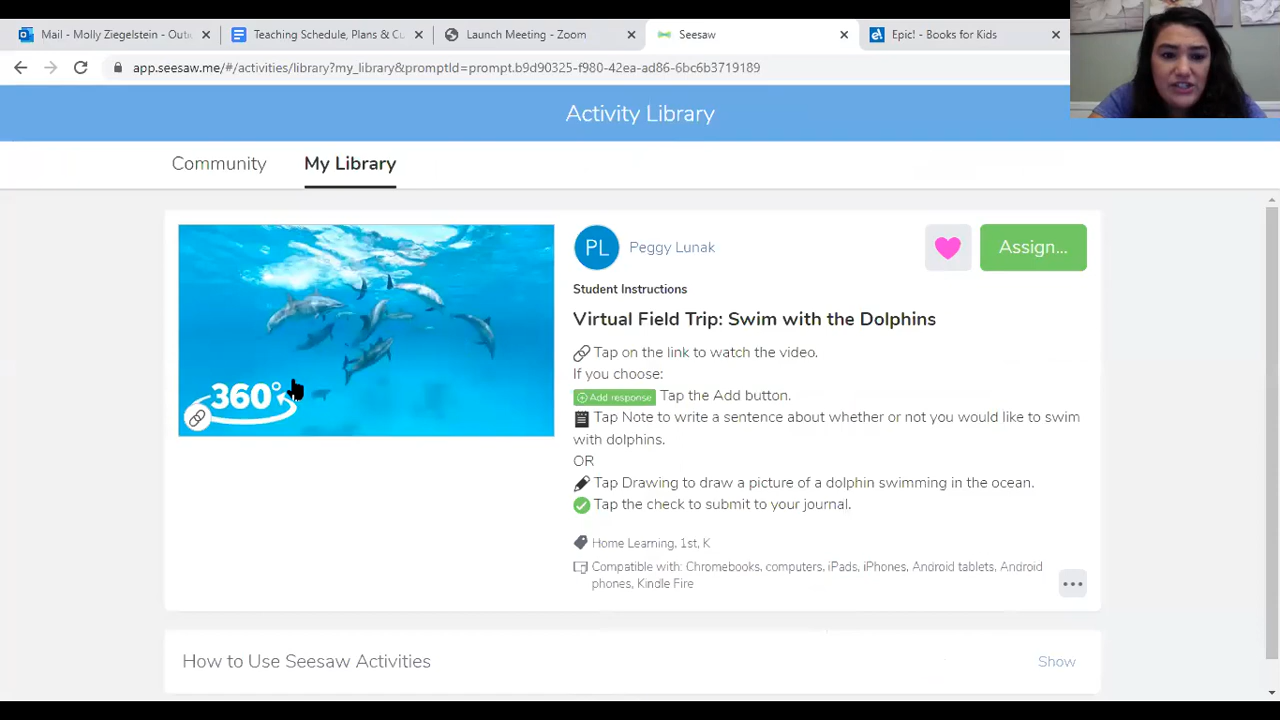 Mail - Molly Ziegelstein - Outl
Teaching Schedule, Plans & Cu
Launch Meeting - Zoom
Seesaw
Epic! - Books for Kids
app.seesaw.me/#/activities/library?my_library&promptId=prompt.b9d90325-f980-42ea-ad86-6bc6b3719189
Activity Library
Community
My Library
PL
Peggy Lunak
Assign...
Student Instructions
Virtual Field Trip: Swim with the Dolphins
Tap on the link to watch the video.
If you choose:
Add response Tap the Add button.
Tap Note to write a sentence about whether or not you would like to swim
with dolphins.
OR
Tap Drawing to draw a picture of a dolphin swimming in the ocean.
Tap the check to submit to your journal.
Home Learning, 1st, K
Compatible with: Chromebooks, computers, iPads, iPhones, Android tablets, Android
phones, Kindle Fire
360°
How to Use Seesaw Activities
Show